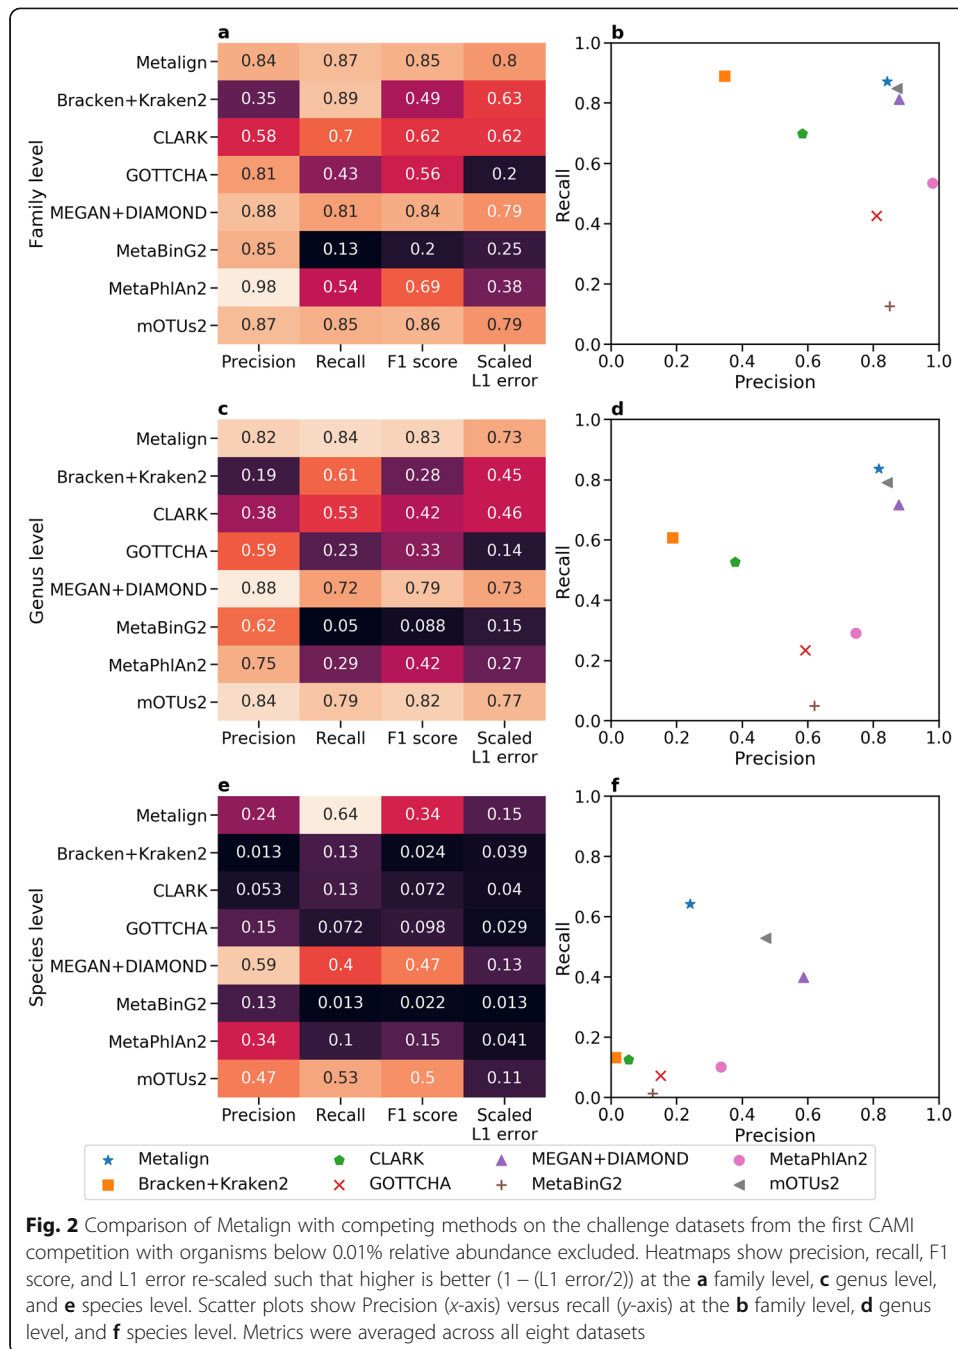 a
Family level
Metalign 0.84 0.87 0.85 0.8
Bracken+Kraken2 0.35 0.89 0.49 0.63
CLARK 0.58 0.7 0.62 0.62
GOTTCHA 0.81 0.43 0.56 0.2
MEGAN+DIAMOND 0.88 0.81 0.84 0.79
MetaBinG2 0.85 0.13 0.2 0.25
MetaPhlAn2 0.98 0.54 0.69 0.38
mOTUs2 0.87 0.85 0.86 0.79
Precision Recall F1 score Scaled
L1 error
b
Recall
1.0
0.8
0.6
0.4
0.2
0.0
0.0 0.2 0.4 0.6 0.8 1.0
Precision
c
Genus level
Metalign 0.82 0.84 0.83 0.73
Bracken+Kraken2 0.19 0.61 0.28 0.45
CLARK 0.38 0.53 0.42 0.46
GOTTCHA 0.59 0.23 0.33 0.14
MEGAN+DIAMOND 0.88 0.72 0.79 0.73
MetaBinG2 0.62 0.05 0.088 0.15
MetaPhlAn2 0.75 0.29 0.42 0.27
mOTUs2 0.84 0.79 0.82 0.77
Precision Recall F1 score Scaled
L1 error
d
Recall
1.0
0.8
0.6
0.4
0.2
0.0
0.0 0.2 0.4 0.6 0.8 1.0
Precision
e
Species level
Metalign 0.24 0.64 0.34 0.15
Bracken+Kraken2 0.013 0.13 0.024 0.039
CLARK 0.053 0.13 0.072 0.04
GOTTCHA 0.15 0.072 0.098 0.029
MEGAN+DIAMOND 0.59 0.4 0.47 0.13
MetaBinG2 0.13 0.013 0.022 0.013
MetaPhlAn2 0.34 0.1 0.15 0.041
mOTUs2 0.47 0.53 0.5 0.11
Precision Recall F1 score Scaled
L1 error
f
Recall
1.0
0.8
0.6
0.4
0.2
0.0
0.0 0.2 0.4 0.6 0.8 1.0
Precision
Metalign CLARK MEGAN+DIAMOND MetaPhlAn2
Bracken+Kraken2 GOTTCHA MetaBinG2 mOTUs2
Fig. 2 Comparison of Metalign with competing methods on the challenge datasets from the first CAMI
competition with organisms below 0.01% relative abundance excluded. Heatmaps show precision, recall, F1
score, and L1 error re-scaled such that higher is better (1 − (L1 error/2)) at the a family level, c genus level,
and e species level. Scatter plots show Precision (x-axis) versus recall (y-axis) at the b family level, d genus
level, and f species level. Metrics were averaged across all eight datasets